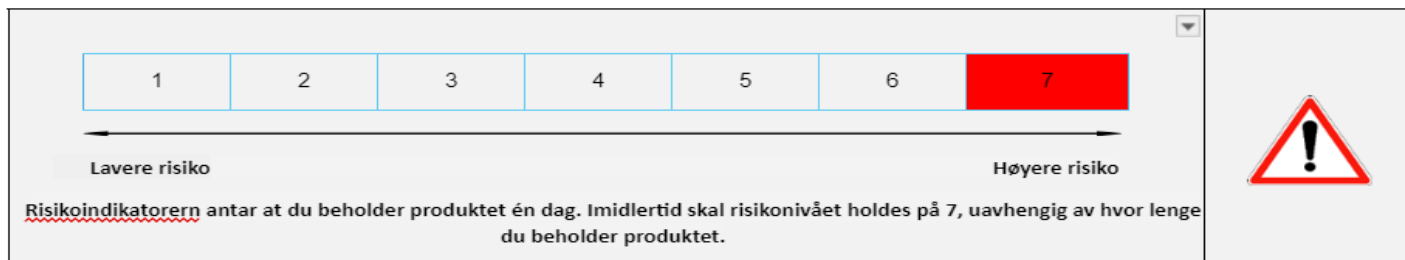 1 2 3 4 5 6 7
Lavere risiko Høyere risiko
Risikoindikatorern antar at du beholder produktet én dag. Imidlertid skal risikonivået holdes på 7, uavhengig av hvor lenge
du beholder produktet.